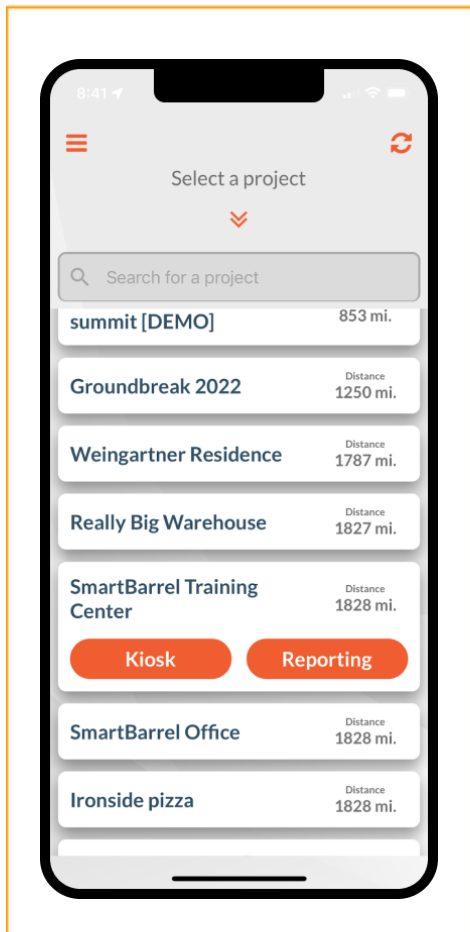 8:41
Select a project
Search for a project
summit [DEMO]
853 mi.
Groundbreak 2022
Distance
1250 mi.
Weingartner Residence
Distance
1787 mi.
Really Big Warehouse
Distance
1827 mi.
SmartBarrel Training
Center
Distance
1828 mi.
Kiosk
Reporting
SmartBarrel Office
Distance
1828 mi.
Ironside pizza
Distance
1828 mi.